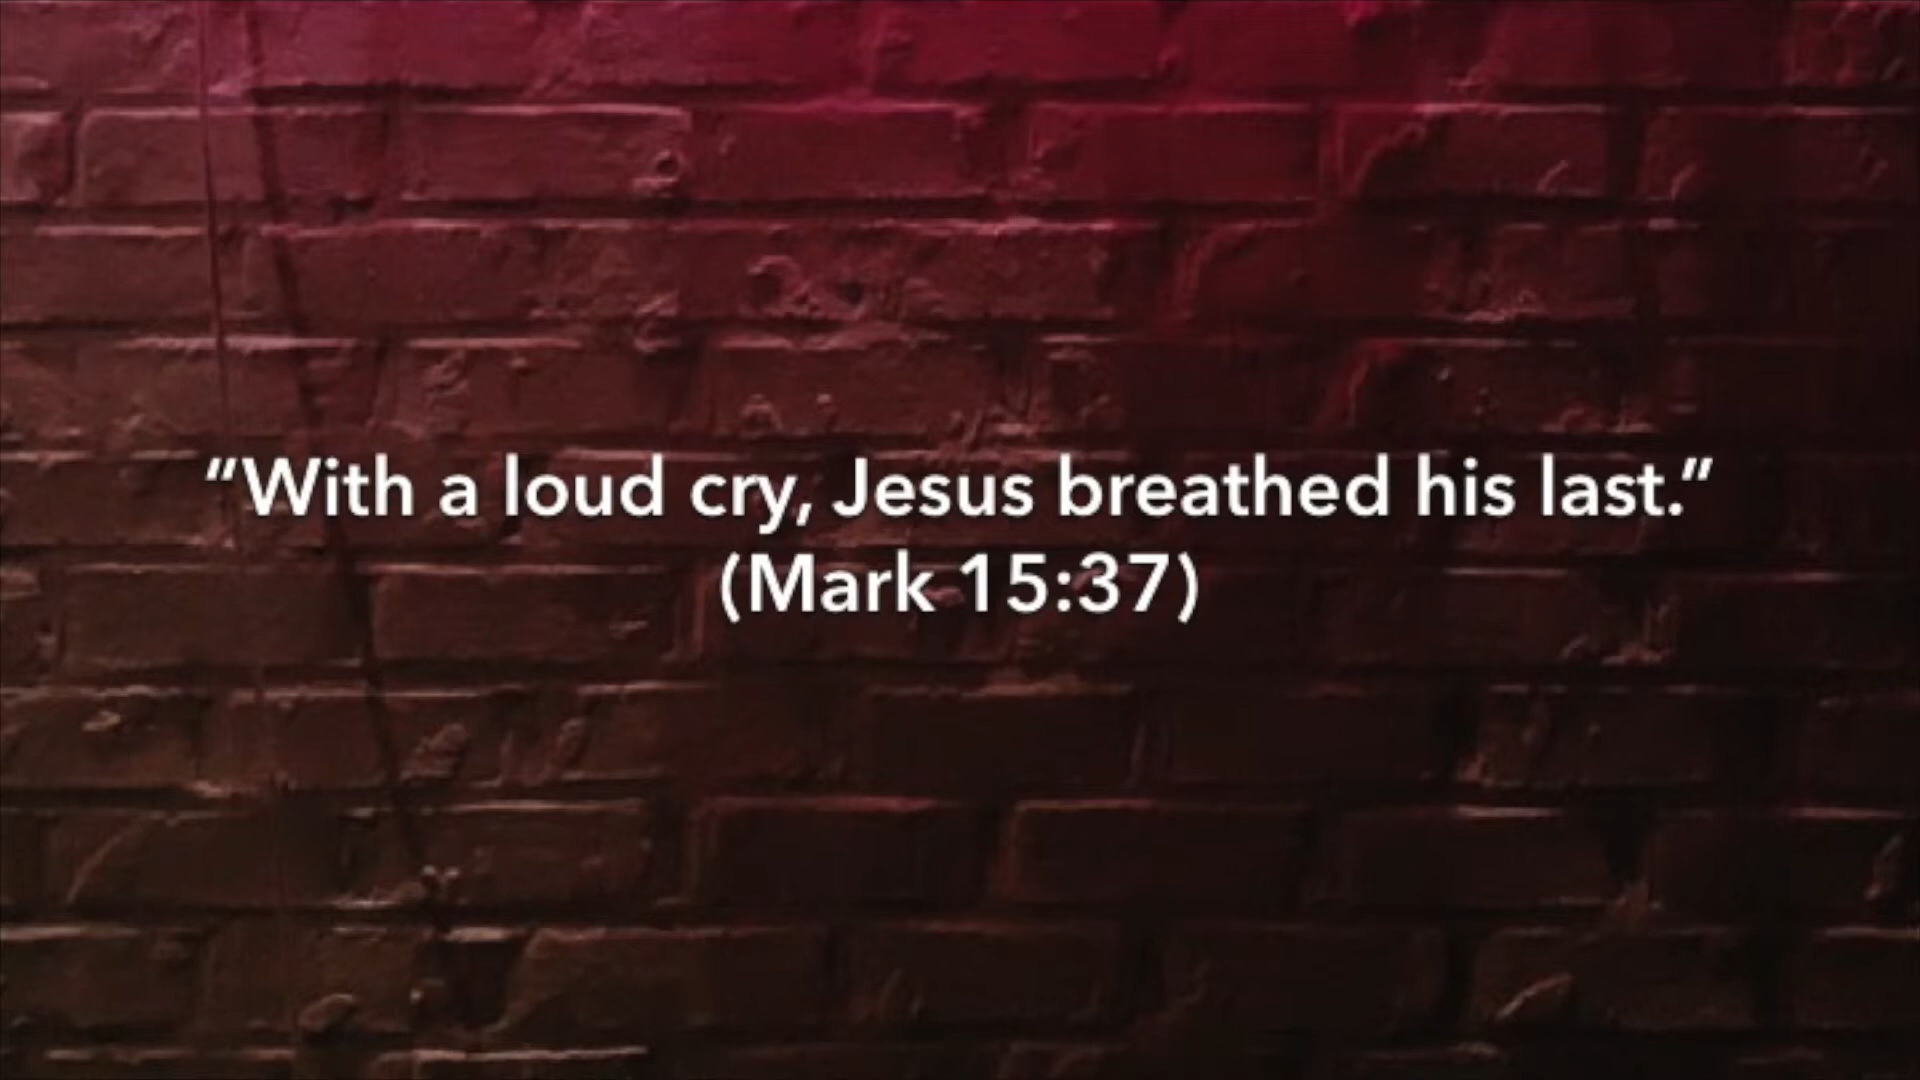 “With a loud cry, Jesus breathed his last.”
(Mark 15:37)